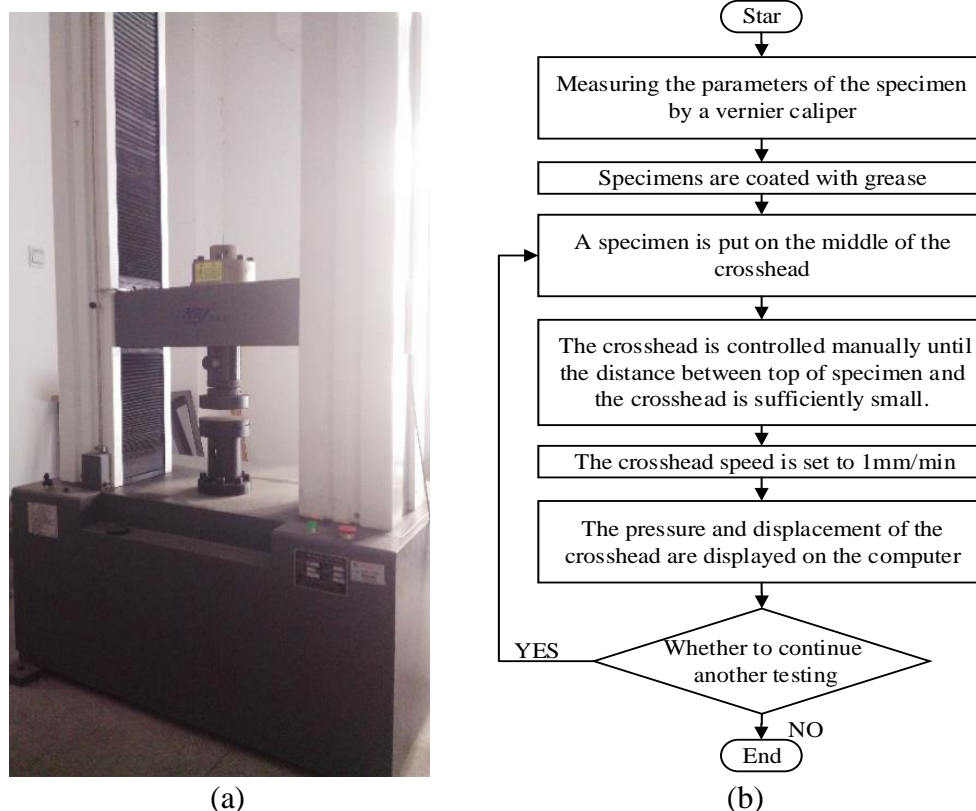 Star
Measuring the parameters of the specimen
by a vernier caliper
Specimens are coated with grease
A specimen is put on the middle of the
crosshead
The crosshead is controlled manually until
the distance between top of specimen and
the crosshead is sufficiently small.
The crosshead speed is set to 1mm/min
The pressure and displacement of the
crosshead are displayed on the computer
YES
Whether to continue
another testing
NO
End
(a)
(b)